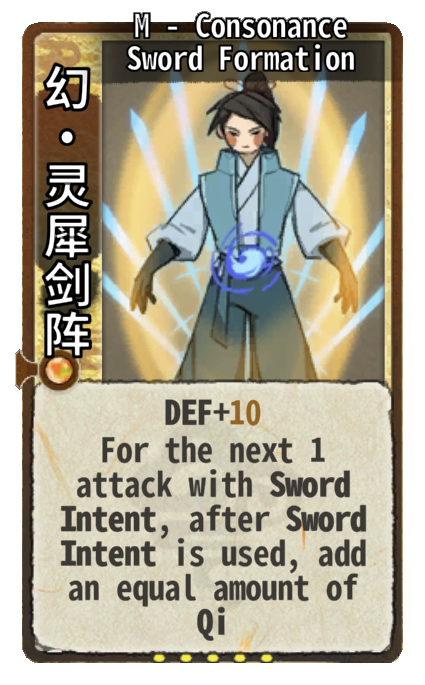 M - Consonance
Sword Formation
幻·灵犀剑阵
DEF+10
For the next 1
attack with Sword
Intent, after Sword
Intent is used, add
an equal amount of
Qi